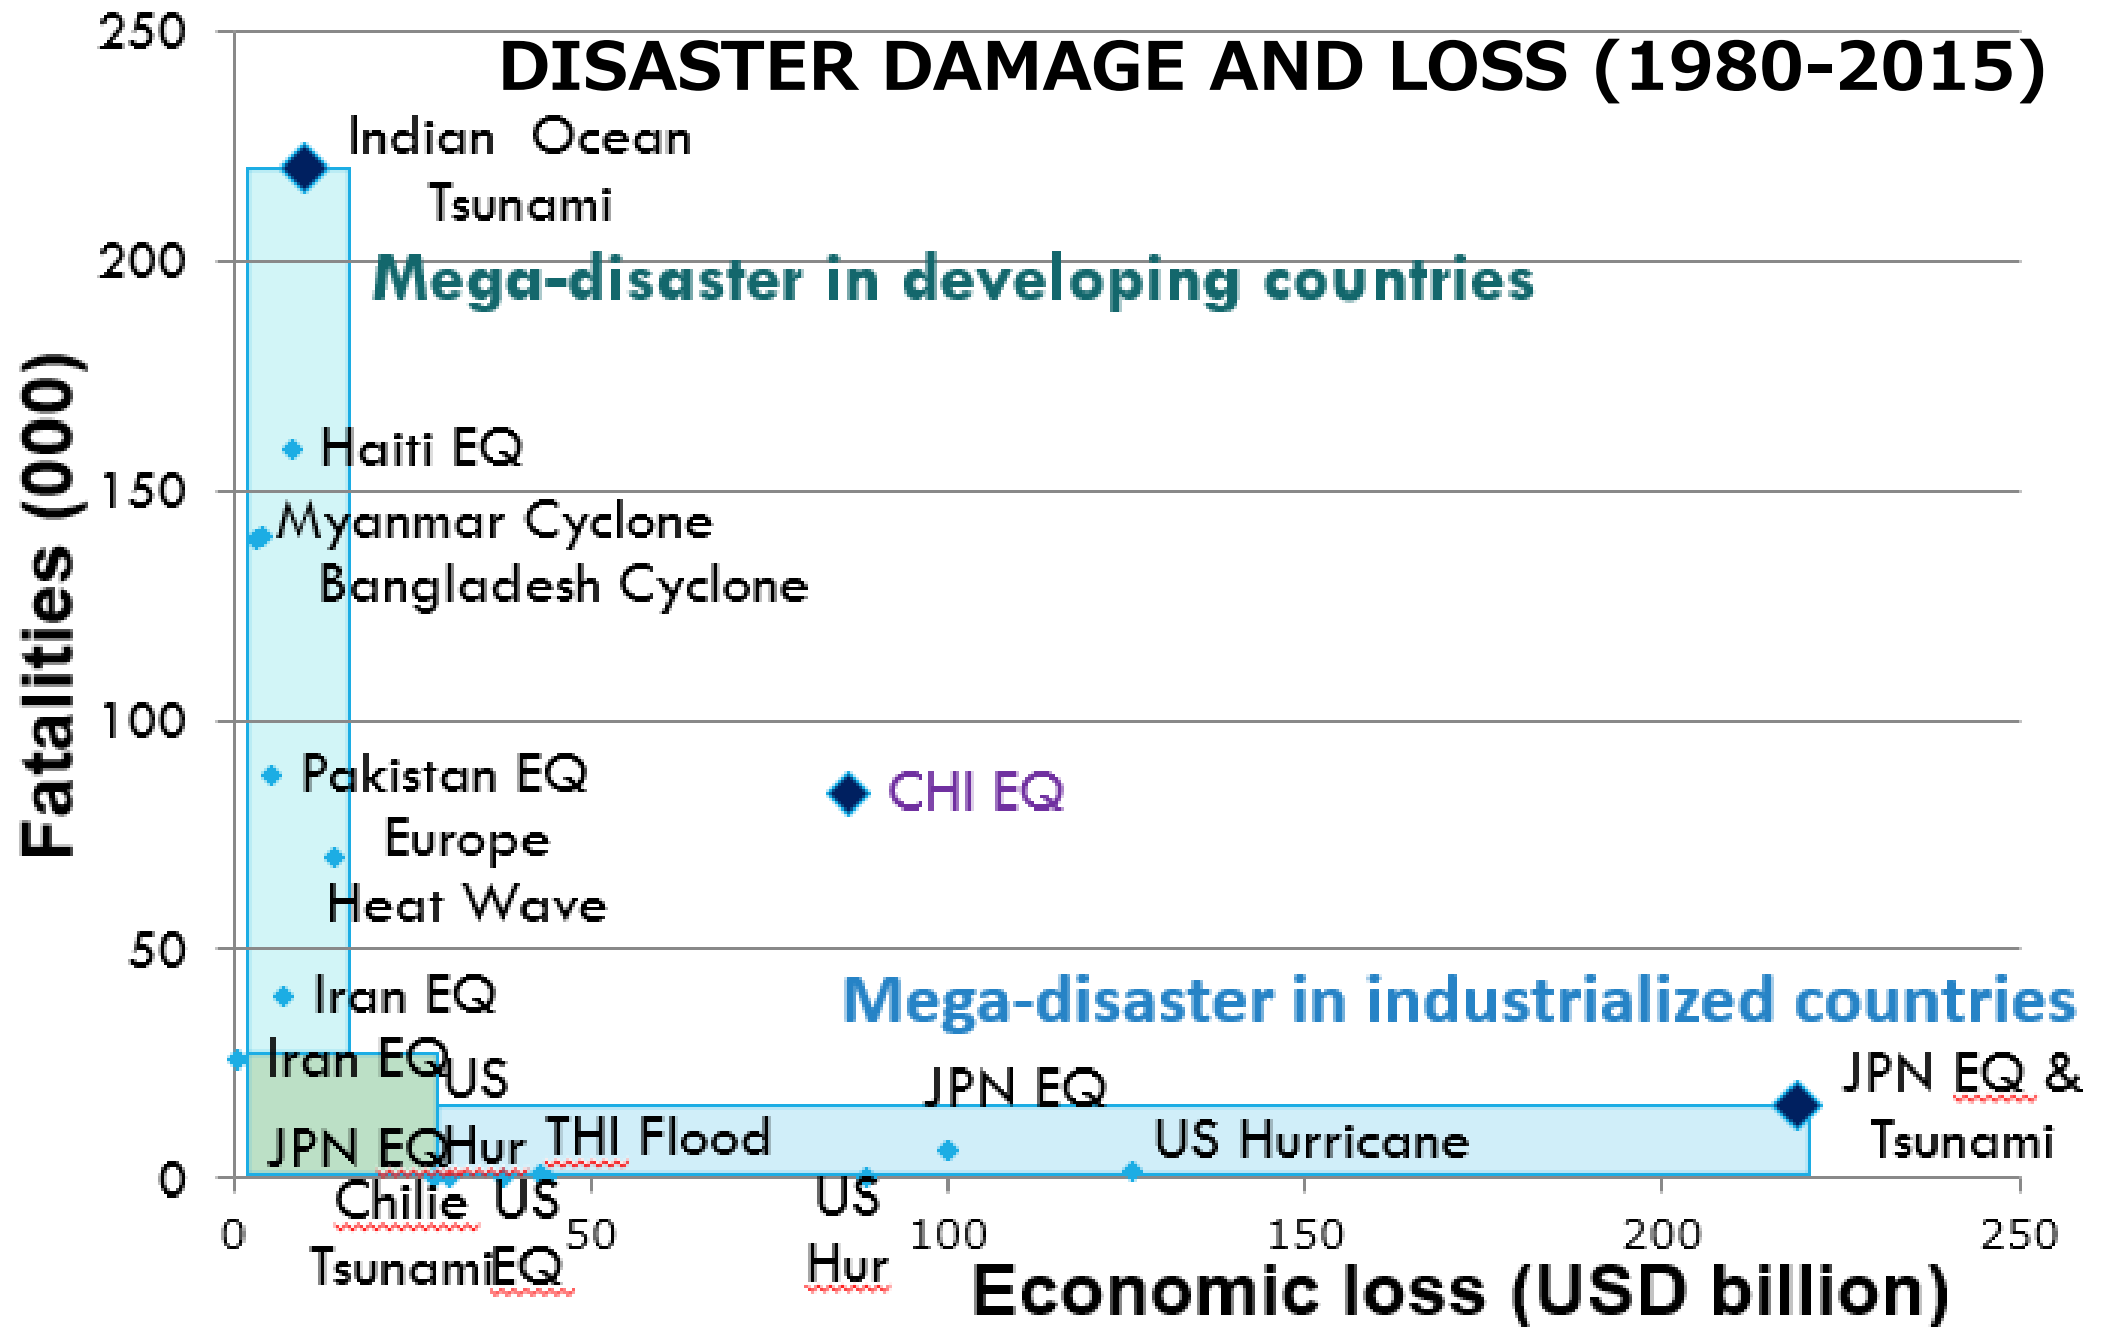 250
DISASTER DAMAGE AND LOSS (1980-2015)
Indian Ocean
Tsunami
200
Mega-disaster in developing countries
Haiti EQ
150
Myanmar Cyclone
Bangladesh Cyclone
Fatalities (000)
100
Pakistan EQ
CHI EQ
Europe
Heat Wave
50
Iran EQ
Mega-disaster in industrialized countries
Iran EQ
US
Hur
JPN EQ
JPN EQ &
Tsunami
JPN EQ
THI Flood
US Hurricane
0
Chilie
Tsunami
US
EQ
US
Hur
0 50 100 150 200 250
Economic loss (USD billion)